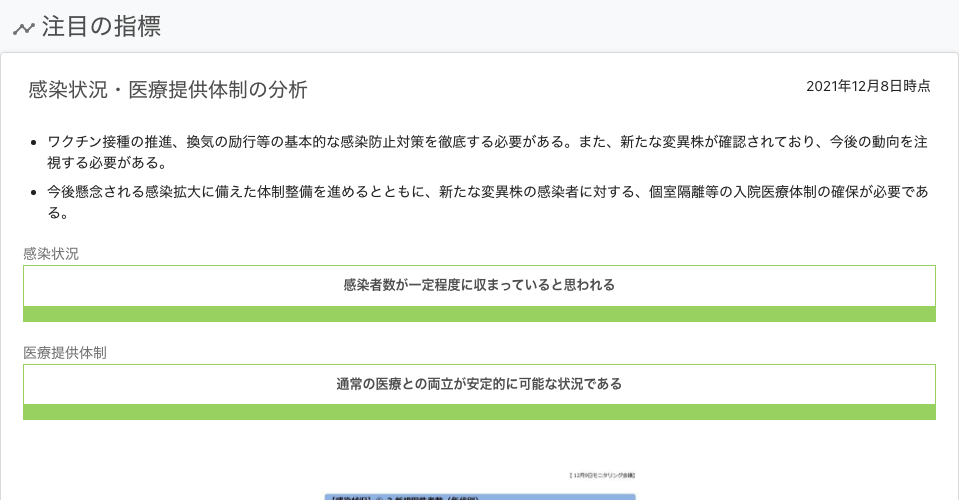 注目の指標
感染状況・医療提供体制の分析
2021年12月8日時点
ワクチン接種の推進、換気の励行等の基本的な感染防止対策を徹底する必要がある。また、新たな変異株が確認されており、今後の動向を注
視する必要がある。
今後懸念される感染拡大に備えた体制整備を進めるとともに、新たな変異株の感染者に対する、個室隔離等の入院医療体制の確保が必要であ
る。
感染状況
感染者数が一定程度に収まっていると思われる
医療提供体制
通常の医療との両立が安定的に可能な状況である
【12月9日モニタリング会議】